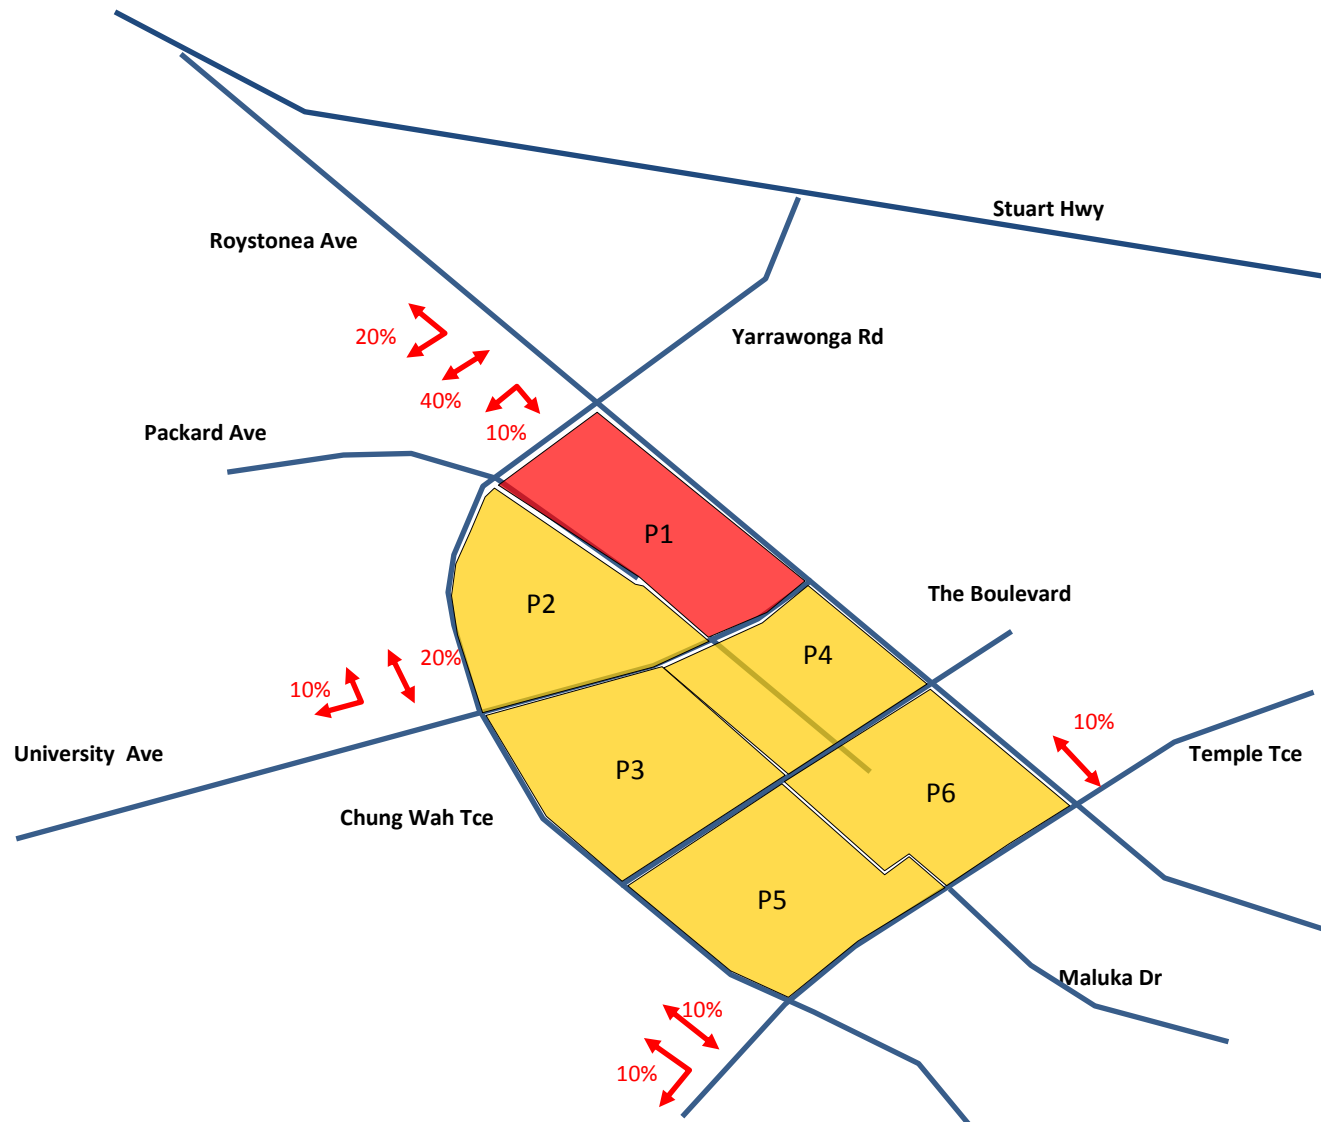 Stuart Hwy
Roystonea Ave
Yarrawonga Rd
20%
40%
10%
Packard Ave
P1
The Boulevard
P2
P4
20%
10%
10%
University  Ave
Temple Tce
P3
P6
Chung Wah Tce
P5
Maluka Dr
10%
10%